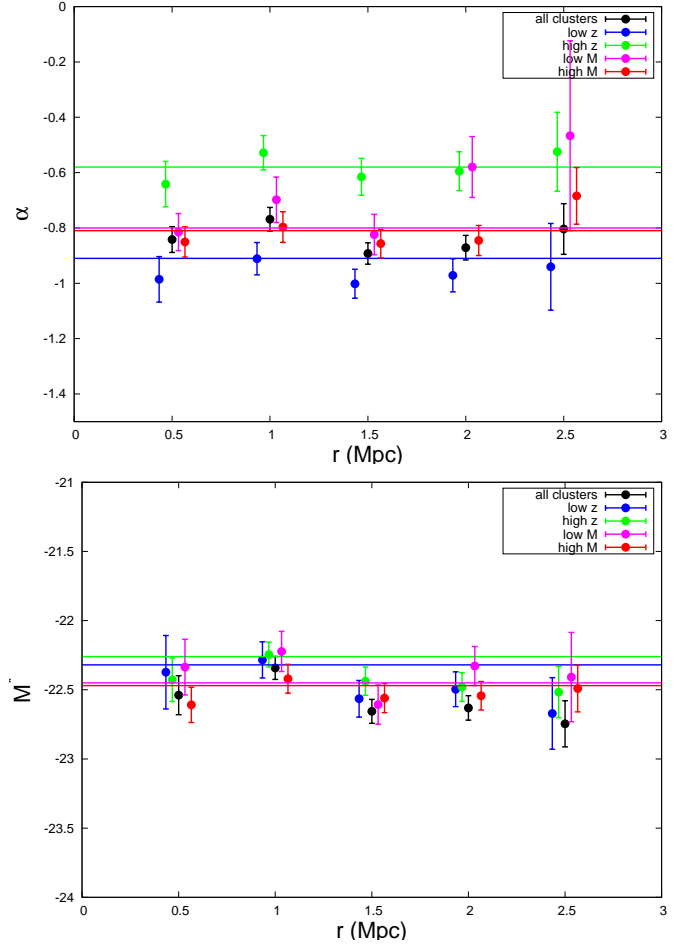 0
-0.2
-0.4
-0.6
-0.8
-1
-1.2
-1.4
α
all clusters
low z
high z
low M
high M
0 0.5 1 1.5 2 2.5 3
r (Mpc)
-21
-21.5
-22
-22.5
-23
-23.5
-24
M*
all clusters
low z
high z
low M
high M
0 0.5 1 1.5 2 2.5 3
r (Mpc)